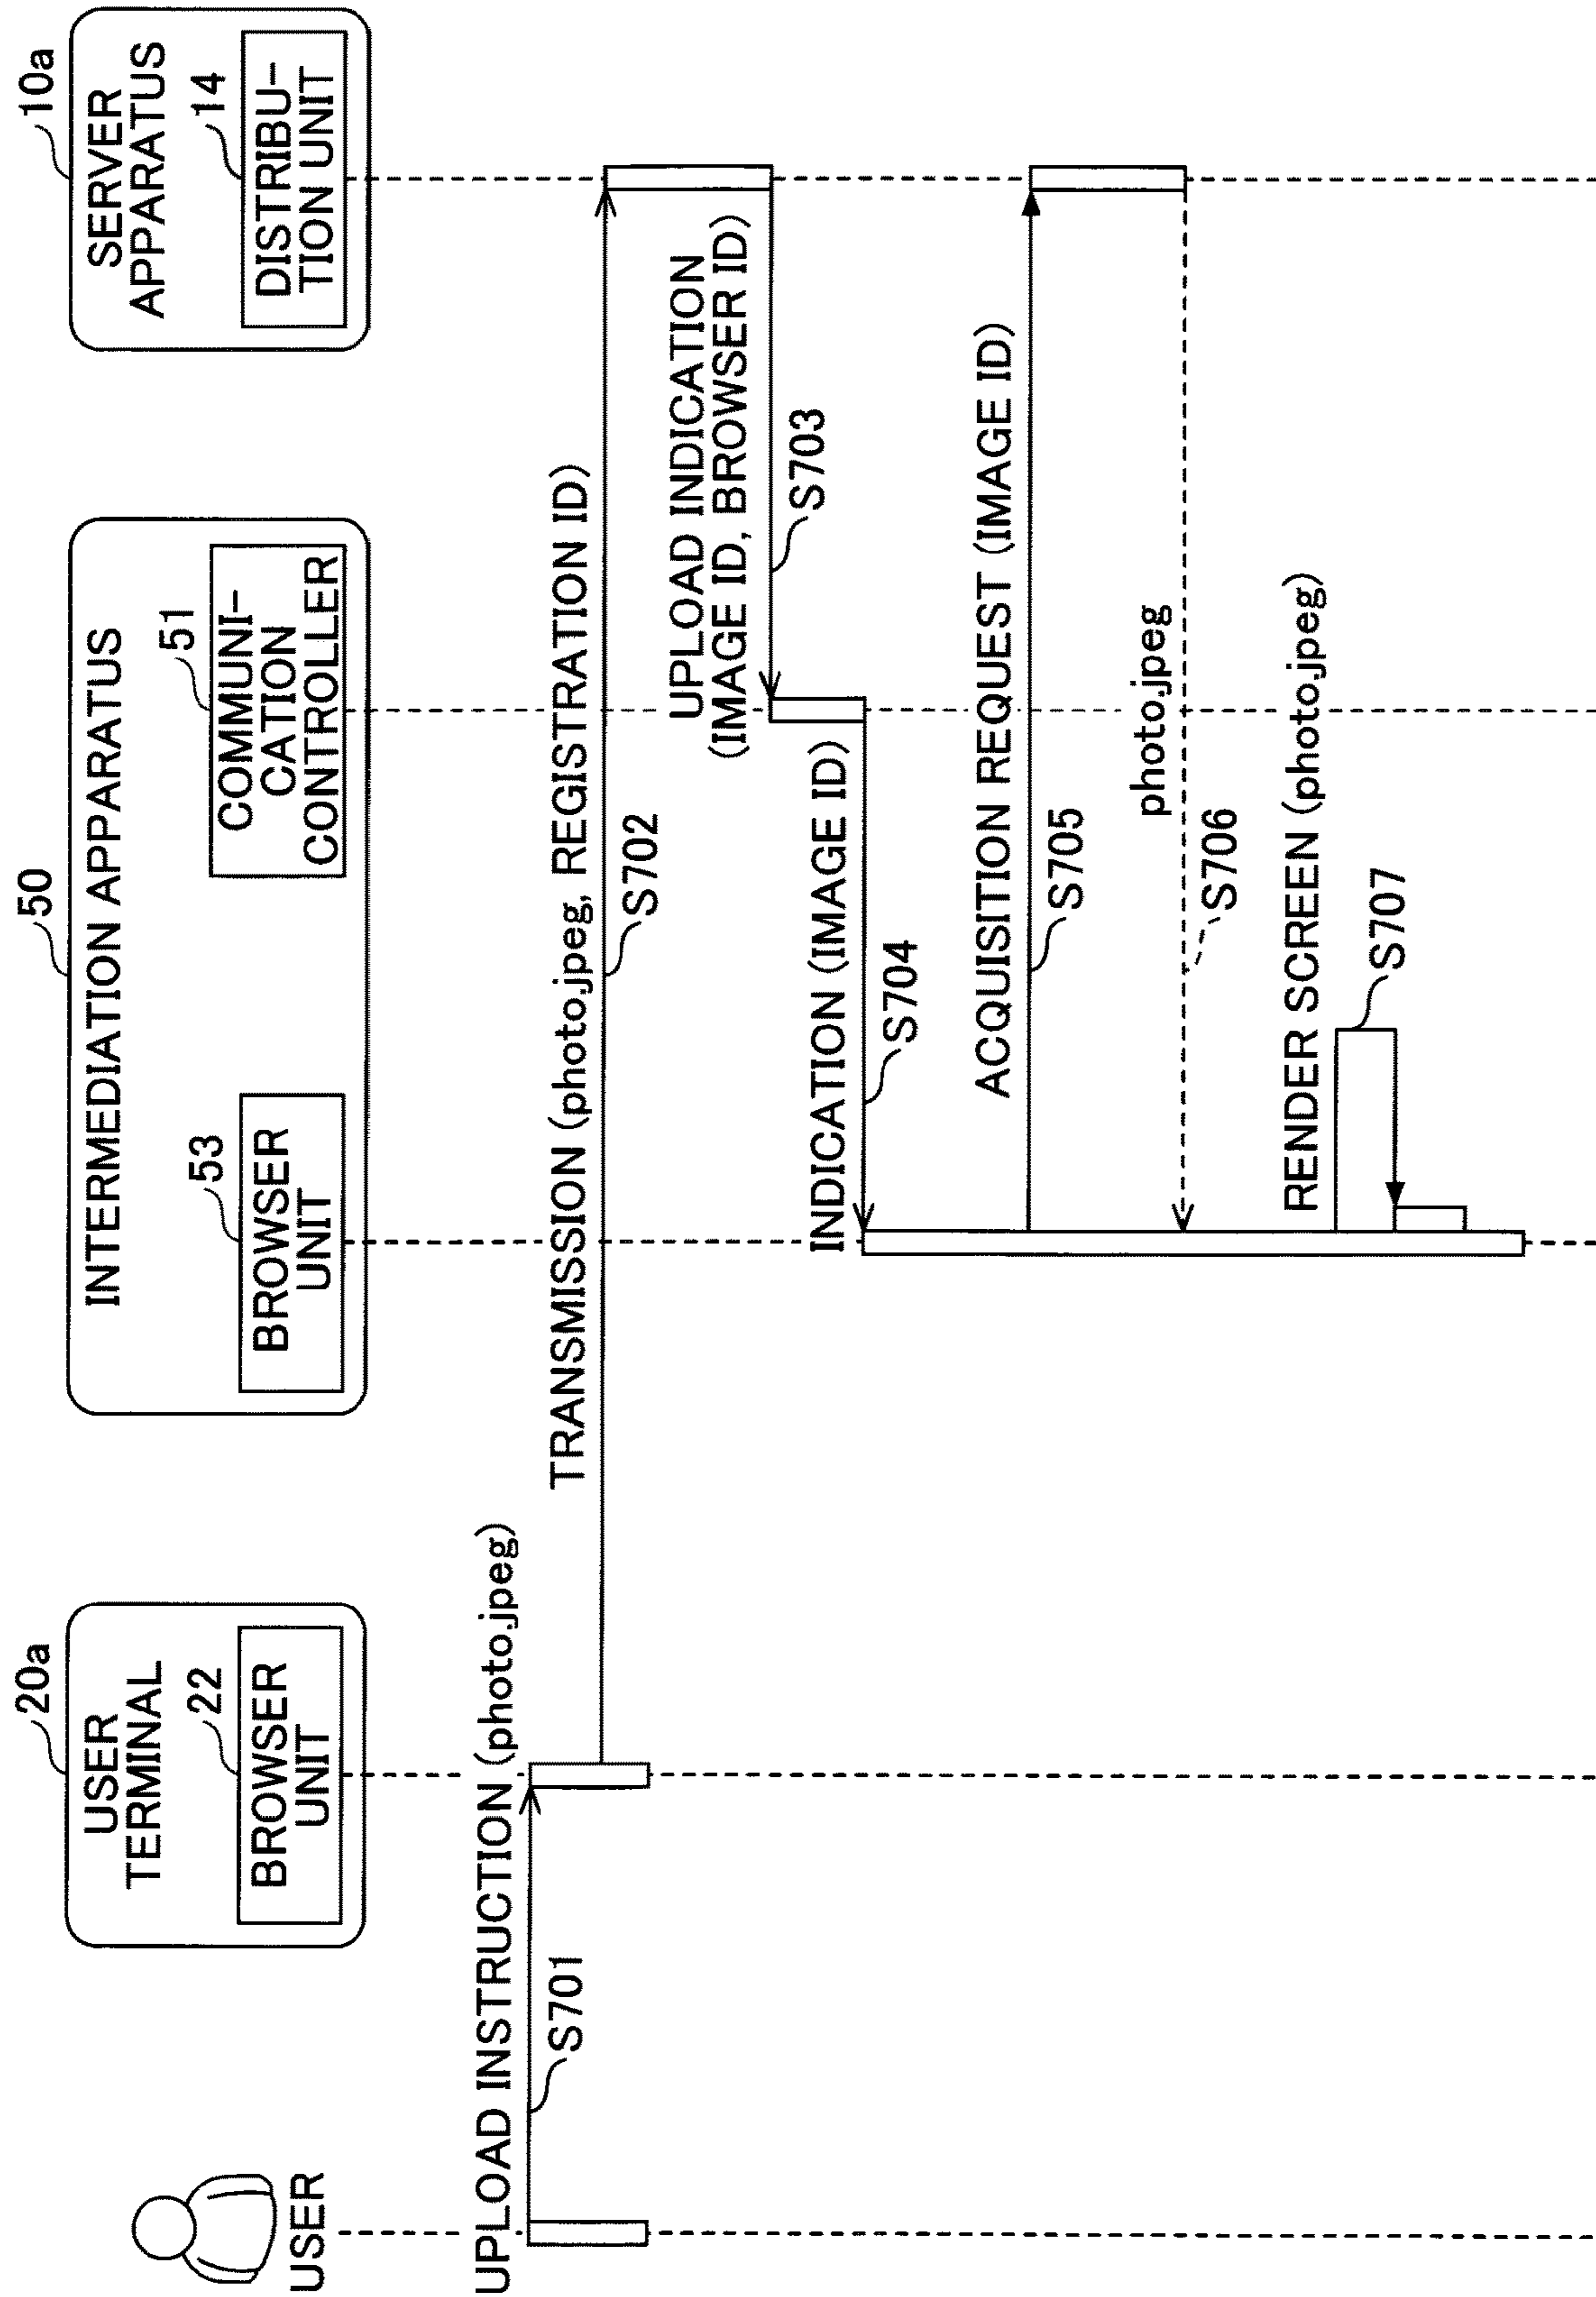 USER
20a
USER
TERMINAL
22
BROWSER
UNIT
50
INTERMEDIATION APPARATUS
53
BROWSER
UNIT
51
COMMUNI-
CATION
CONTROLLER
10a
SERVER
APPARATUS
14
DISTRIBU-
TION UNIT
UPLOAD INSTRUCTION (photo.jpeg)
S701
TRANSMISSION (photo.jpeg, REGISTRATION ID)
S702
UPLOAD INDICATION
(IMAGE ID, BROWSER ID)
S703
INDICATION (IMAGE ID)
S704
ACQUISITION REQUEST (IMAGE ID)
S705
photo.jpeg
S706
RENDER SCREEN (photo.jpeg)
S707